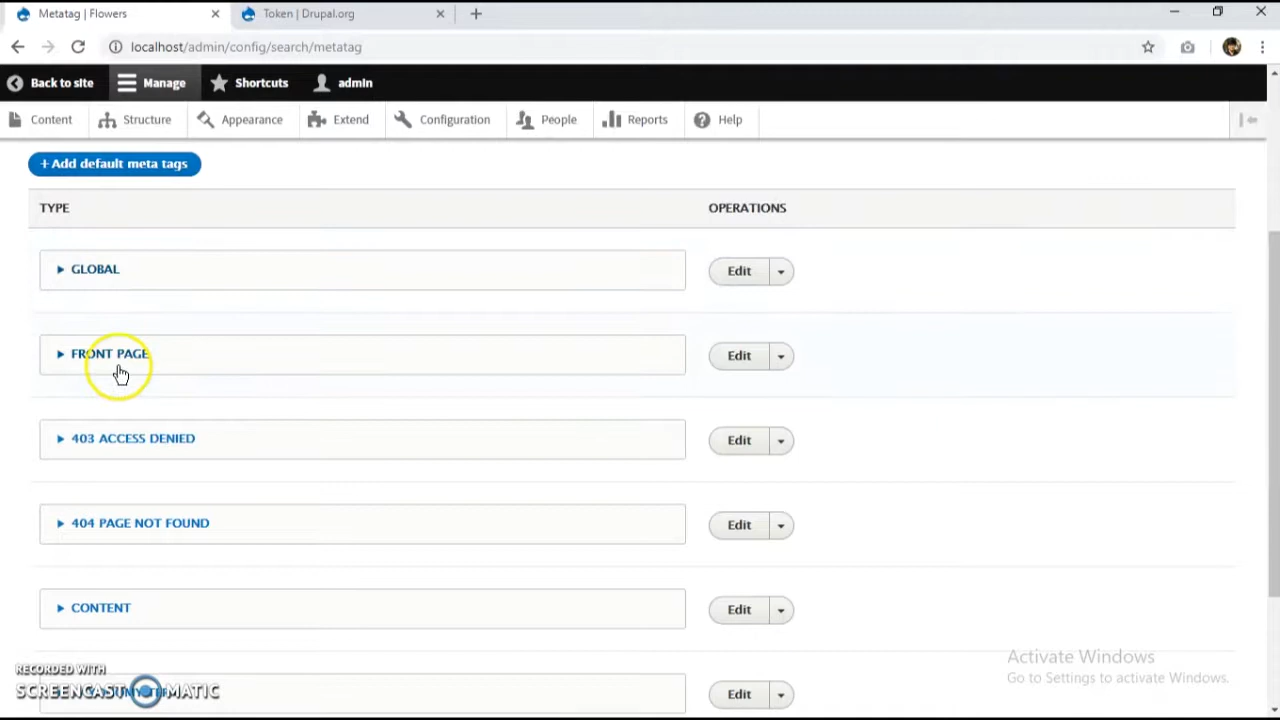 Metatag | Flowers
Token | Drupal.org
localhost/admin/config/search/metatag
Back to site
Manage
Shortcuts
admin
Content
Structure
Appearance
Extend
Configuration
People
Reports
Help
+ Add default meta tags
TYPE
OPERATIONS
GLOBAL
Edit
FRONT PAGE
Edit
403 ACCESS DENIED
Edit
404 PAGE NOT FOUND
Edit
CONTENT
Edit
Activate Windows
Go to Settings to activate Windows.
RECORDED WITH
SCREENCAST-O-MATIC
Edit